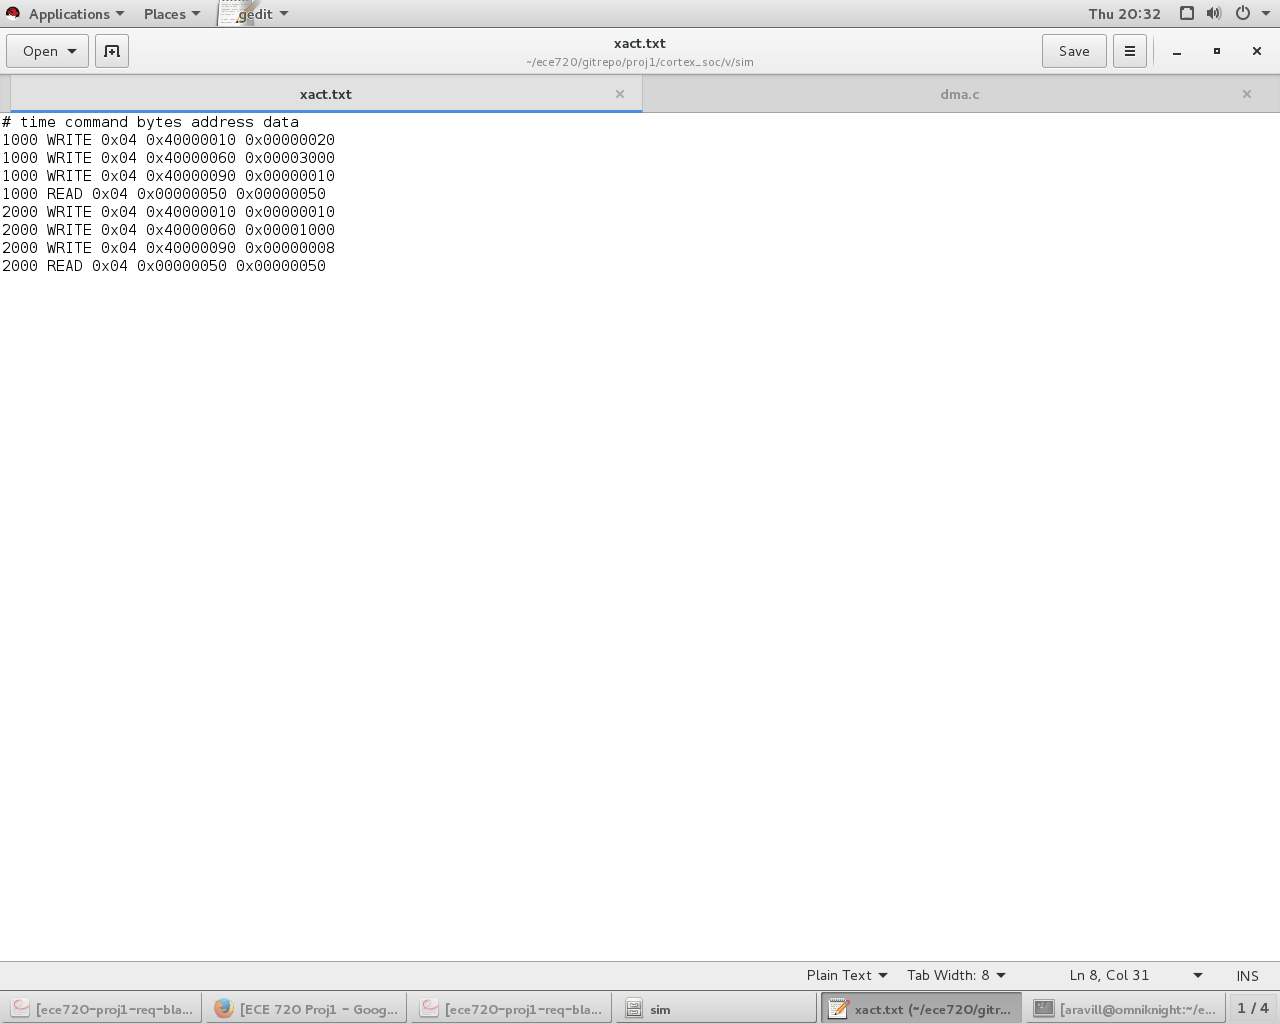 Applications Places gedit Thu 20:32
Open xact.txt Save
~/ece720/gitrepo/proj1/cortex_soc/v/sim
xact.txt dma.c
# time command bytes address data
1000 WRITE 0x04 0x40000010 0x00000020
1000 WRITE 0x04 0x40000060 0x00003000
1000 WRITE 0x04 0x40000090 0x00000010
1000 READ 0x04 0x00000050 0x00000050
2000 WRITE 0x04 0x40000010 0x00000010
2000 WRITE 0x04 0x40000060 0x00001000
2000 WRITE 0x04 0x40000090 0x00000008
2000 READ 0x04 0x00000050 0x00000050
Plain Text Tab Width: 8 Ln 8, Col 31 INS
[ece720-proj1-req-bla... [ECE 720 Proj1 - Goog... [ece720-proj1-req-bla... sim xact.txt (~/ece720/gitr... [aravill@omniknight:~/e... 1 / 4